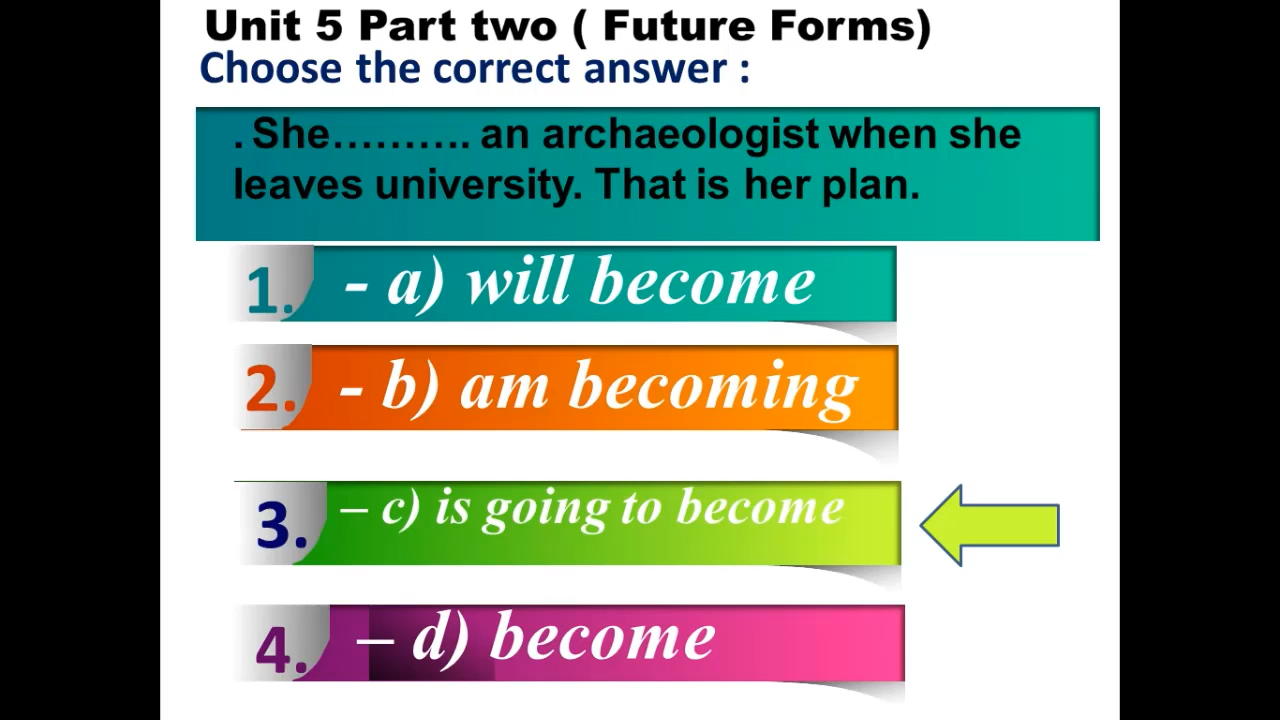 Unit 5 Part two ( Future Forms)
Choose the correct answer :
. She.......... an archaeologist when she
leaves university. That is her plan.
1. - a) will become
2. - b) am becoming
3. – c) is going to become
4. – d) become